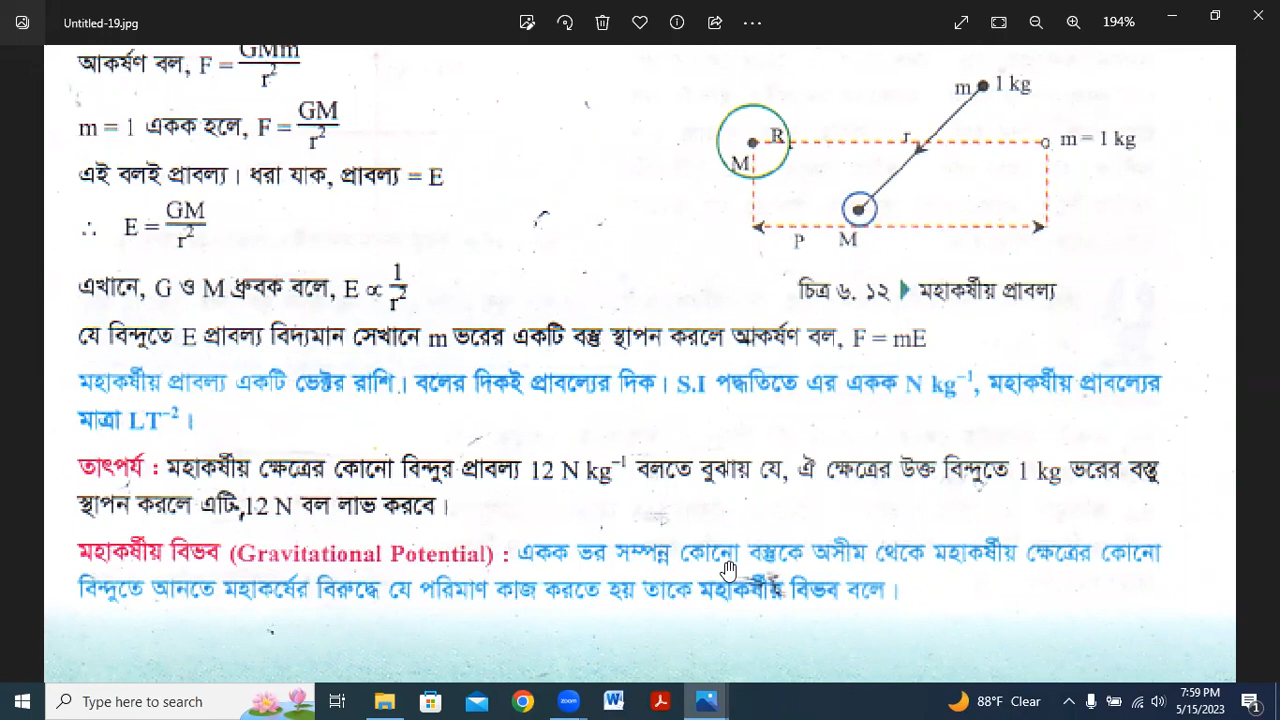 Untitled-19.jpg
194%
আকর্ষণ বল, F = GMm/r²
m = 1 একক হলে, F = GM/r²
এই বলই প্রাবল্য। ধরা যাক, প্রাবল্য = E
∴ E = GM/r²
এখানে, G ও M ধ্রুবক বলে, E ∝ 1/r²
m 1 kg
R r m = 1 kg
M
P M
চিত্র ৬. ১২ ▶ মহাকর্ষীয় প্রাবল্য
যে বিন্দুতে E প্রাবল্য বিদ্যমান সেখানে m ভরের একটি বস্তু স্থাপন করলে আকর্ষণ বল, F = mE
মহাকর্ষীয় প্রাবল্য একটি ভেক্টর রাশি। বলের দিকই প্রাবল্যের দিক। S.I পদ্ধতিতে এর একক N kg⁻¹, মহাকর্ষীয় প্রাবল্যের
মাত্রা LT⁻²।
তাৎপর্য : মহাকর্ষীয় ক্ষেত্রের কোনো বিন্দুর প্রাবল্য 12 N kg⁻¹ বলতে বুঝায় যে, ঐ ক্ষেত্রের উক্ত বিন্দুতে 1 kg ভরের বস্তু
স্থাপন করলে এটি 12 N বল লাভ করবে।
মহাকর্ষীয় বিভব (Gravitational Potential) : একক ভর সম্পন্ন কোনো বস্তুকে অসীম থেকে মহাকর্ষীয় ক্ষেত্রের কোনো
বিন্দুতে আনতে মহাকর্ষের বিরুদ্ধে যে পরিমাণ কাজ করতে হয় তাকে মহাকর্ষীয় বিভব বলে।
Type here to search
zoom
88°F Clear
7:59 PM
5/15/2023
1